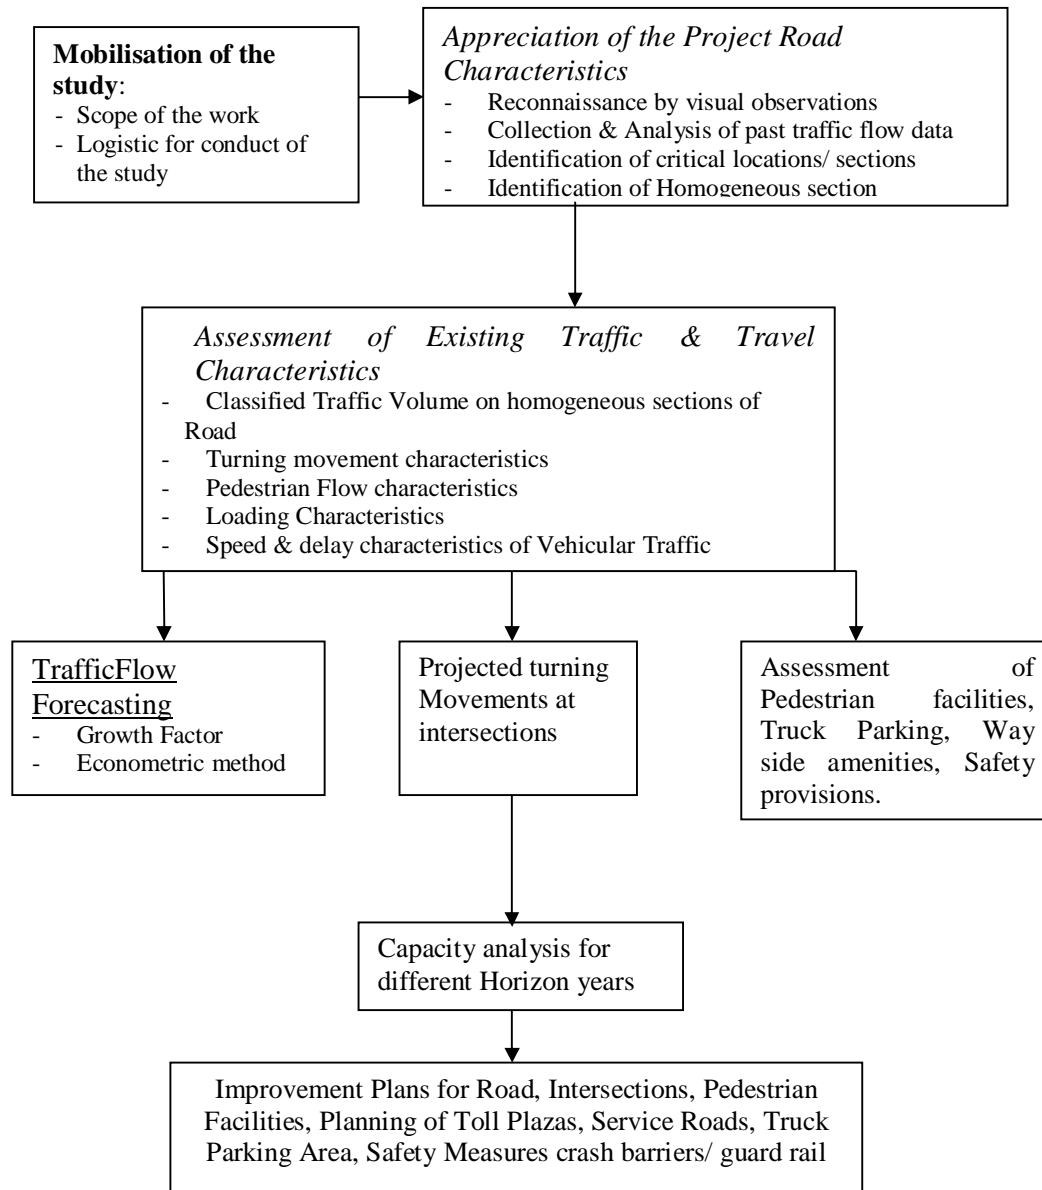 Mobilisation of the
study:
- Scope of the work
- Logistic for conduct of
the study
Appreciation of the Project Road
Characteristics
- Reconnaissance by visual observations
- Collection & Analysis of past traffic flow data
- Identification of critical locations/ sections
- Identification of Homogeneous section
Assessment of Existing Traffic & Travel
Characteristics
- Classified Traffic Volume on homogeneous sections of
Road
- Turning movement characteristics
- Pedestrian Flow characteristics
- Loading Characteristics
- Speed & delay characteristics of Vehicular Traffic
TrafficFlow
Forecasting
- Growth Factor
- Econometric method
Projected turning
Movements at
intersections
Assessment of
Pedestrian facilities,
Truck Parking, Way
side amenities, Safety
provisions.
Capacity analysis for
different Horizon years
Improvement Plans for Road, Intersections, Pedestrian
Facilities, Planning of Toll Plazas, Service Roads, Truck
Parking Area, Safety Measures crash barriers/ guard rail